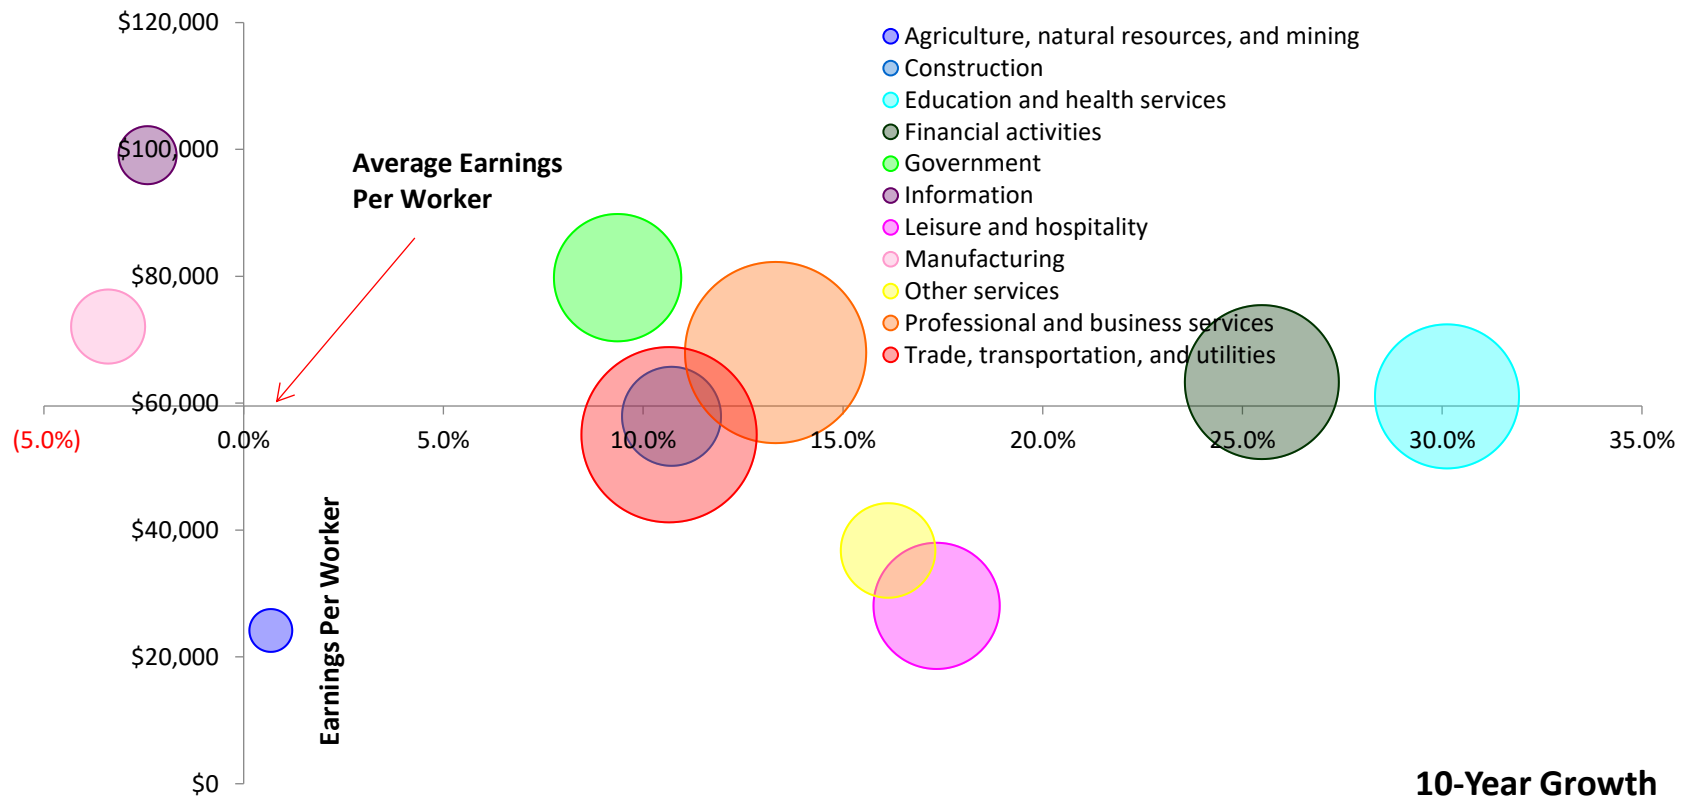 $120,000
$100,000
$80,000
$60,000
$40,000
$20,000
$0
Average Earnings
Per Worker
Agriculture, natural resources, and mining
Construction
Education and health services
Financial activities
Government
Information
Leisure and hospitality
Manufacturing
Other services
Professional and business services
Trade, transportation, and utilities
(5.0%)
0.0%
5.0%
10.0%
15.0%
20.0%
25.0%
30.0%
35.0%
Earnings Per Worker
10-Year Growth